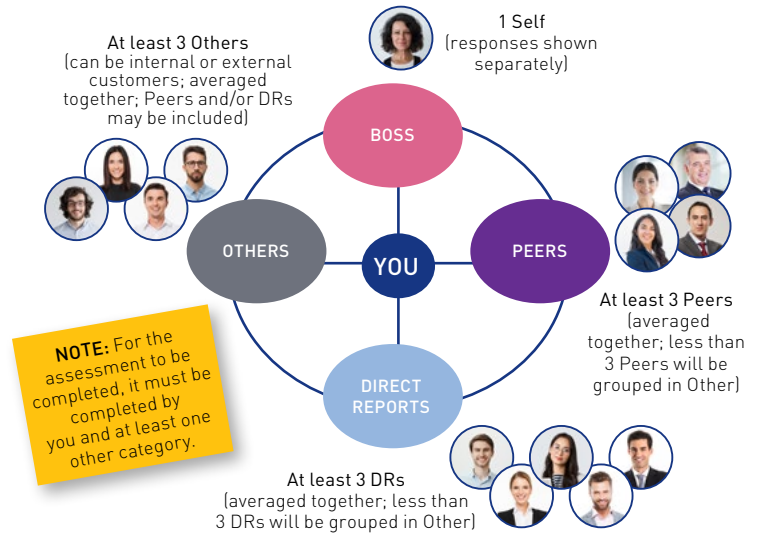 1 Self
(responses shown
separately)
At least 3 Others
(can be internal or external
customers; averaged
together; Peers and/or DRs
may be included)
BOSS
OTHERS
YOU
PEERS
DIRECT
REPORTS
At least 3 Peers
(averaged
together; less than
3 Peers will be
grouped in Other)
NOTE: For the
assessment to be
completed, it must be
completed by
you and at least one
other category.
At least 3 DRs
(averaged together; less than
3 DRs will be grouped in Other)